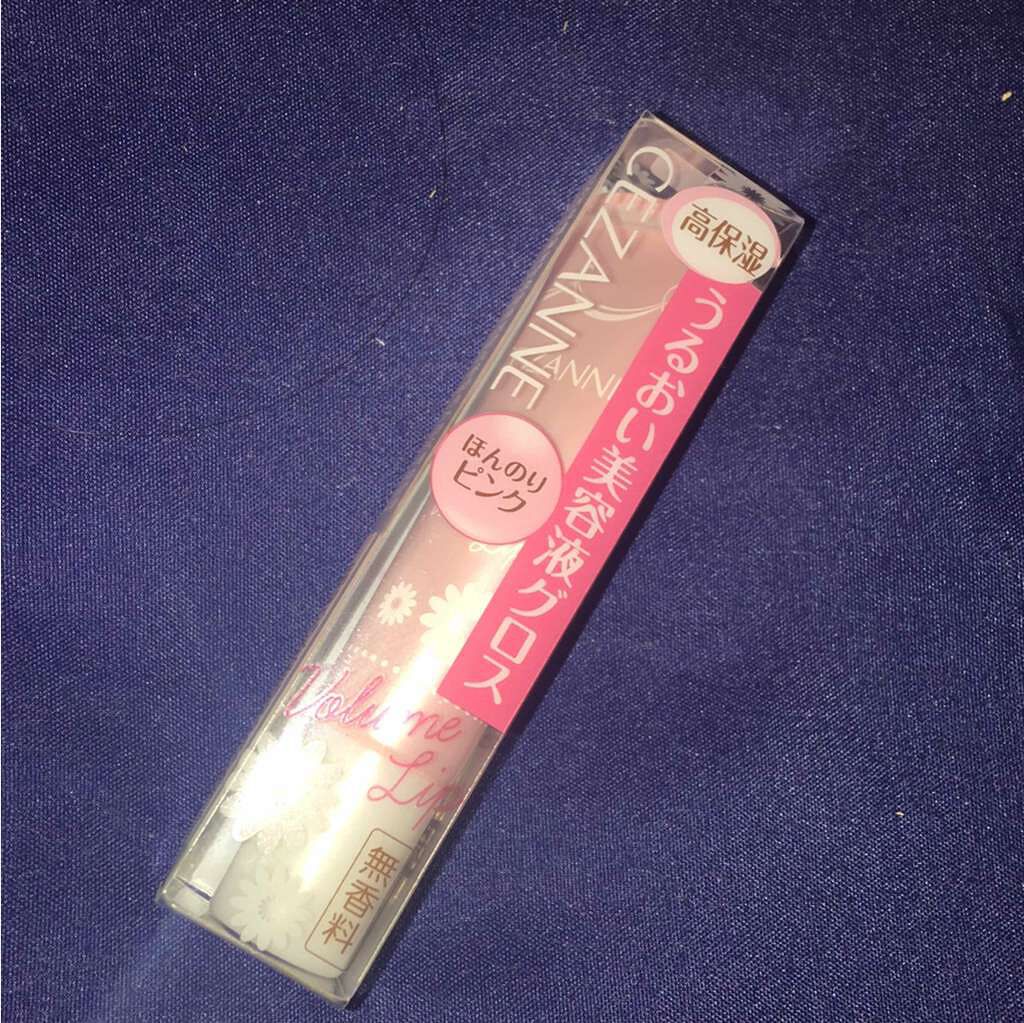 CEZANNE
高保湿
うるおい美容液グロス
ANN
ほんのり
ピンク
Volume
Lip
無香料